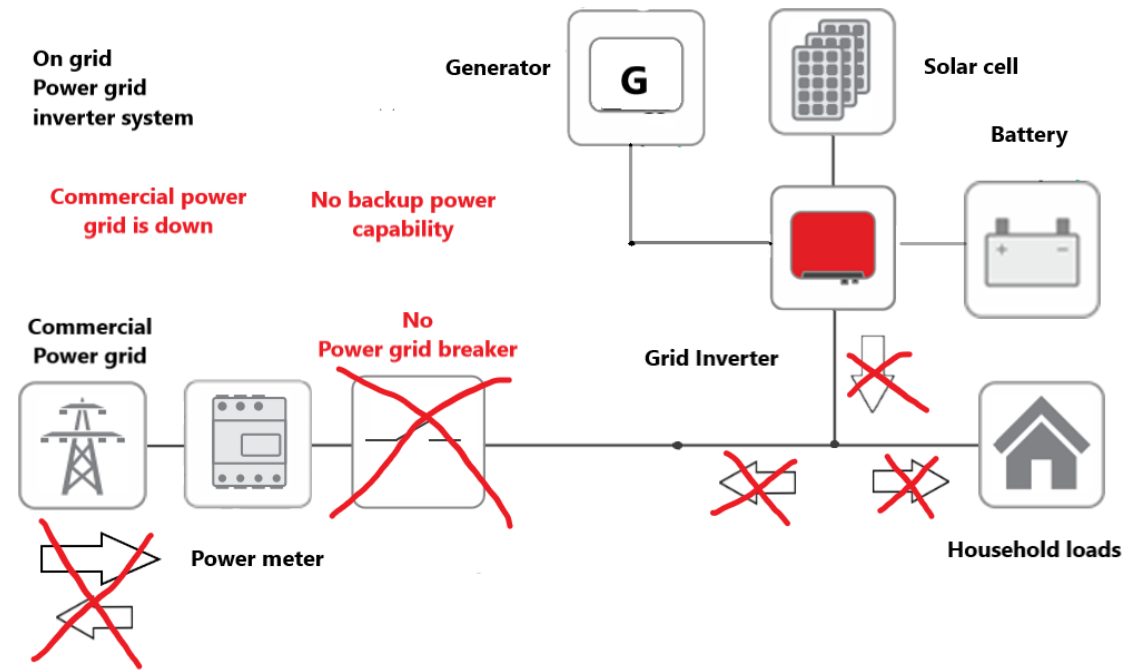 On grid
Power grid
inverter system
Generator
G
Solar cell
Battery
Commercial power
grid is down
No backup power
capability
Commercial
Power grid
No
Power grid breaker
Grid Inverter
+ −
Power meter
Household loads